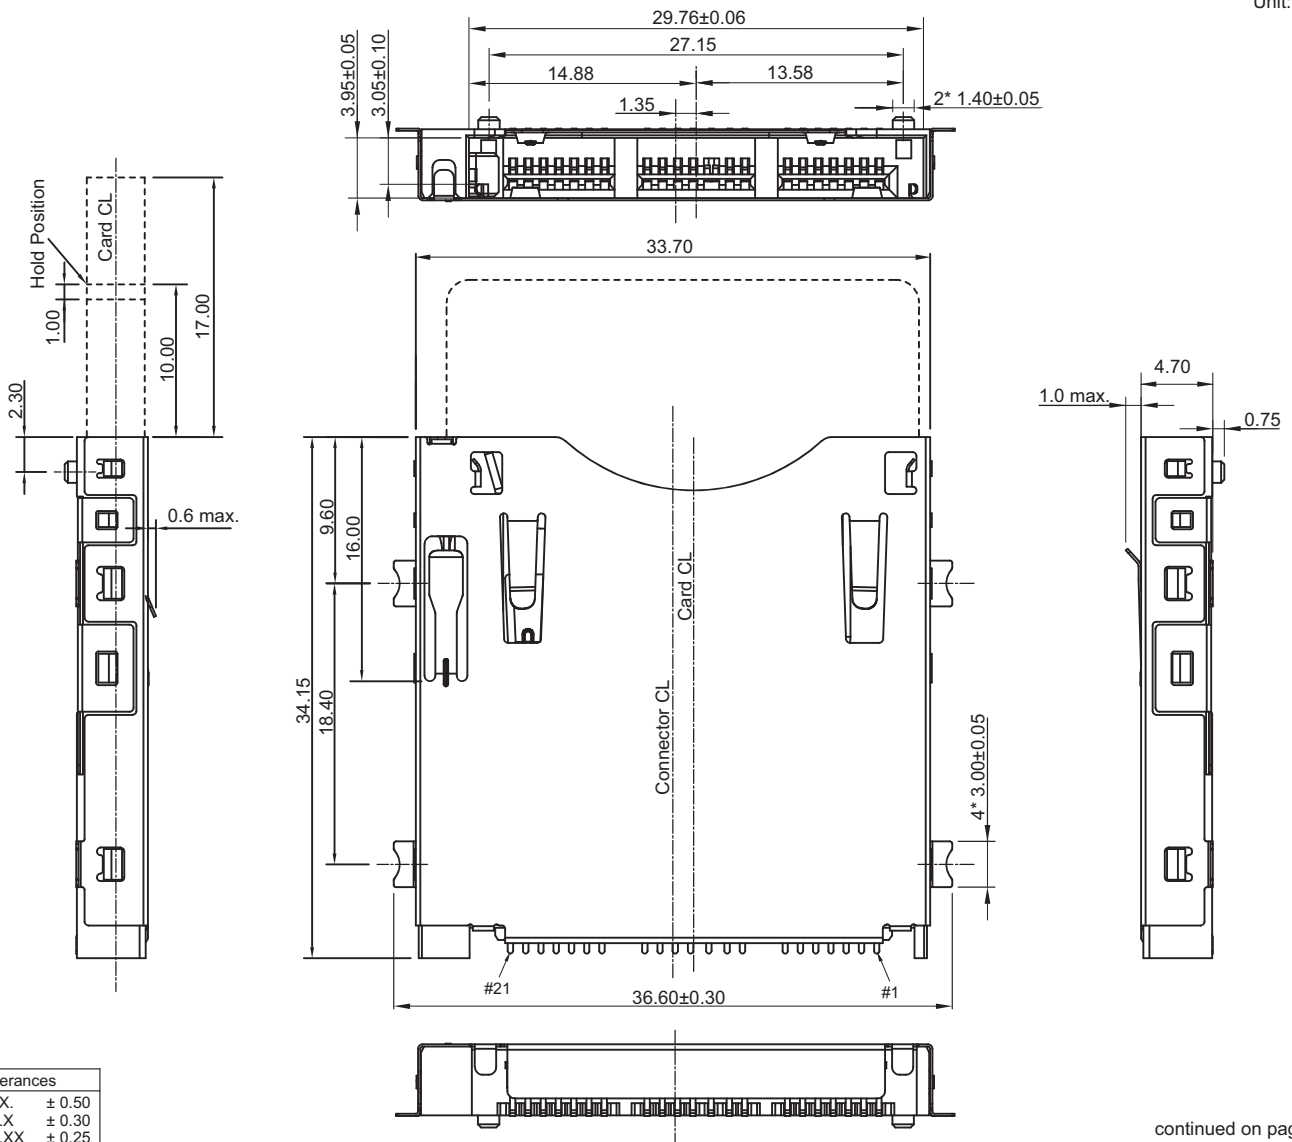 Unit:
29.76±0.06
27.15
14.88
13.58
1.35
2* 1.40±0.05
3.95±0.05
3.05±0.10
Hold Position
Card CL
1.00
10.00
17.00
2.30
0.6 max.
33.70
9.60
16.00
34.15
18.40
Card CL
Connector CL
4* 3.00±0.05
#21
#1
36.60±0.30
4.70
1.0 max.
0.75
erances
X. ± 0.50
.X ± 0.30
.XX ± 0.25
continued on pag